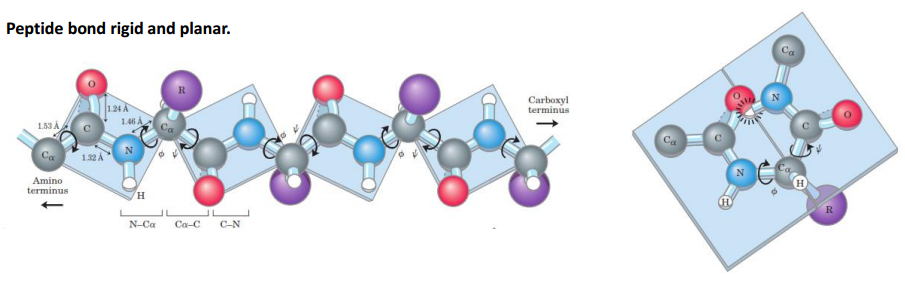 Peptide bond rigid and planar.
O
R
1.24 Å
1.53 Å
C
1.46 Å
Cα
1.32 Å
N
Cα
ϕ
ψ
H
Amino
terminus
N–Cα
Cα–C
C–N
ϕ
ψ
ϕ
ψ
ϕ
ψ
Carboxyl
terminus
Cα
O
N
O
Cα
C
C
ψ
N
Cα
H
ϕ
H
R